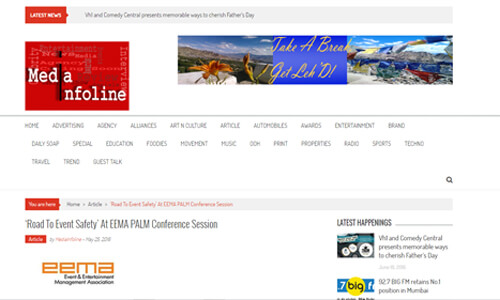 LATEST NEWS
VH1 and Comedy Central presents memorable ways to cherish Father's Day
Media
Infoline
Take A Break
Get Leh'D!
HOME ADVERTISING AGENCY ALLIANCES ART N CULTURE ARTICLE AUTOMOBILES AWARDS ENTERTAINMENT BRAND
DAILY SOAP SPECIAL EDUCATION FOODIES MOVEMENT MUSIC OOH PRINT PROPERTIES RADIO SPORTS TECHNO
TRAVEL TREND GUEST TALK
You are here Home » Article » 'Road To Event Safety' At EEMA PALM Conference Session
'Road To Event Safety' At EEMA PALM Conference Session
Article by MediaInfoline - May 23, 2018
eema
Event & Entertainment
Management Association
LATEST HAPPENINGS
VH1 and Comedy Central
presents memorable ways
to cherish Father's Day
92.7 BIG FM retains No.1
position in Mumbai